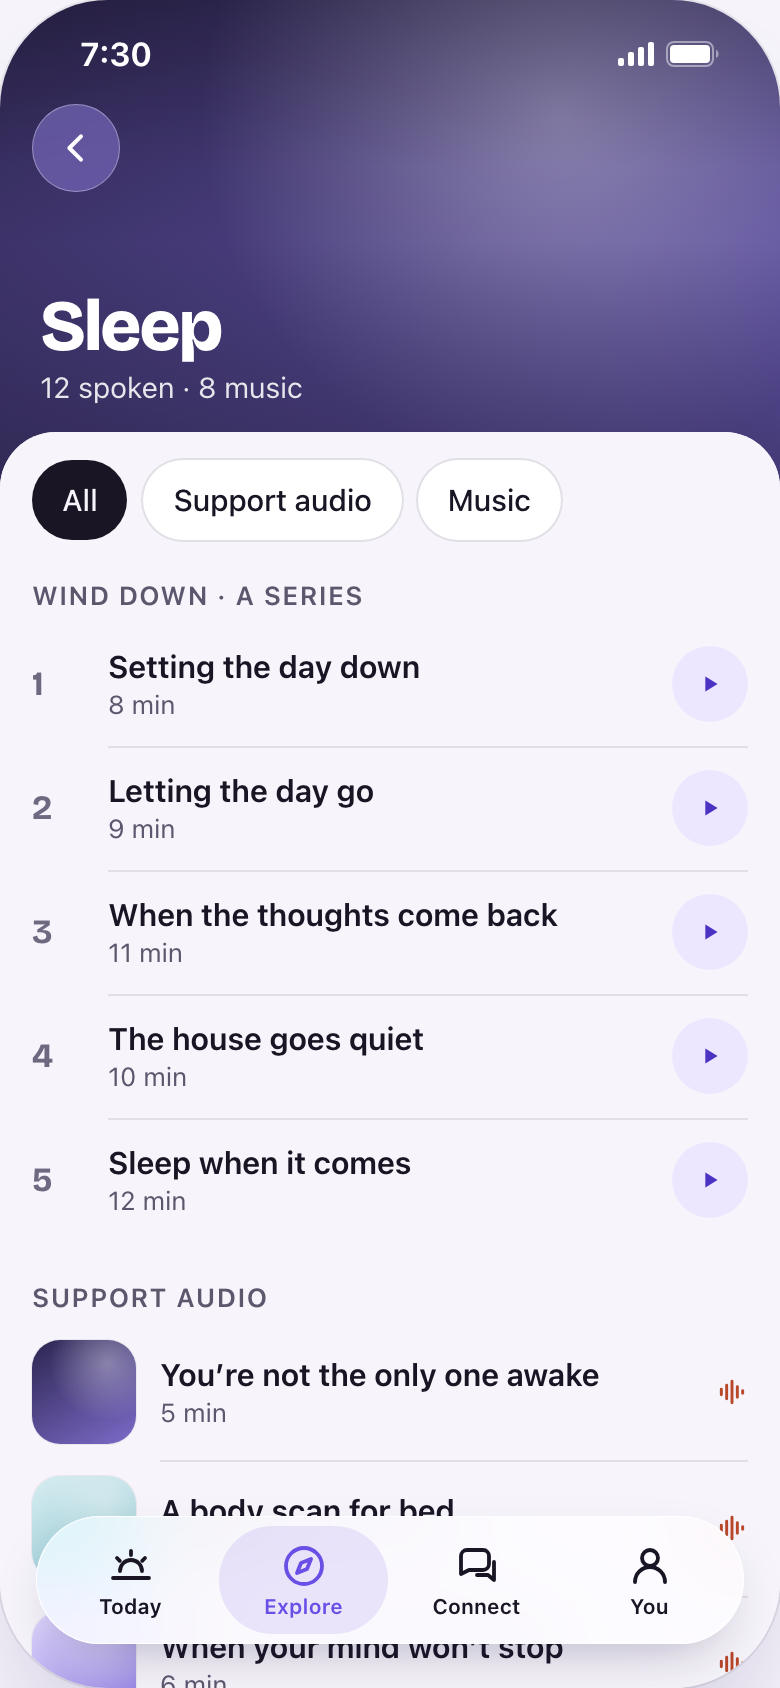 7:30
Sleep
12 spoken · 8 music
All
Support audio
Music
WIND DOWN · A SERIES
1
Setting the day down
8 min
2
Letting the day go
9 min
3
When the thoughts come back
11 min
4
The house goes quiet
10 min
5
Sleep when it comes
12 min
SUPPORT AUDIO
You’re not the only one awake
5 min
A body scan for bed
Today
Explore
Connect
You
When your mind won’t stop
6 min